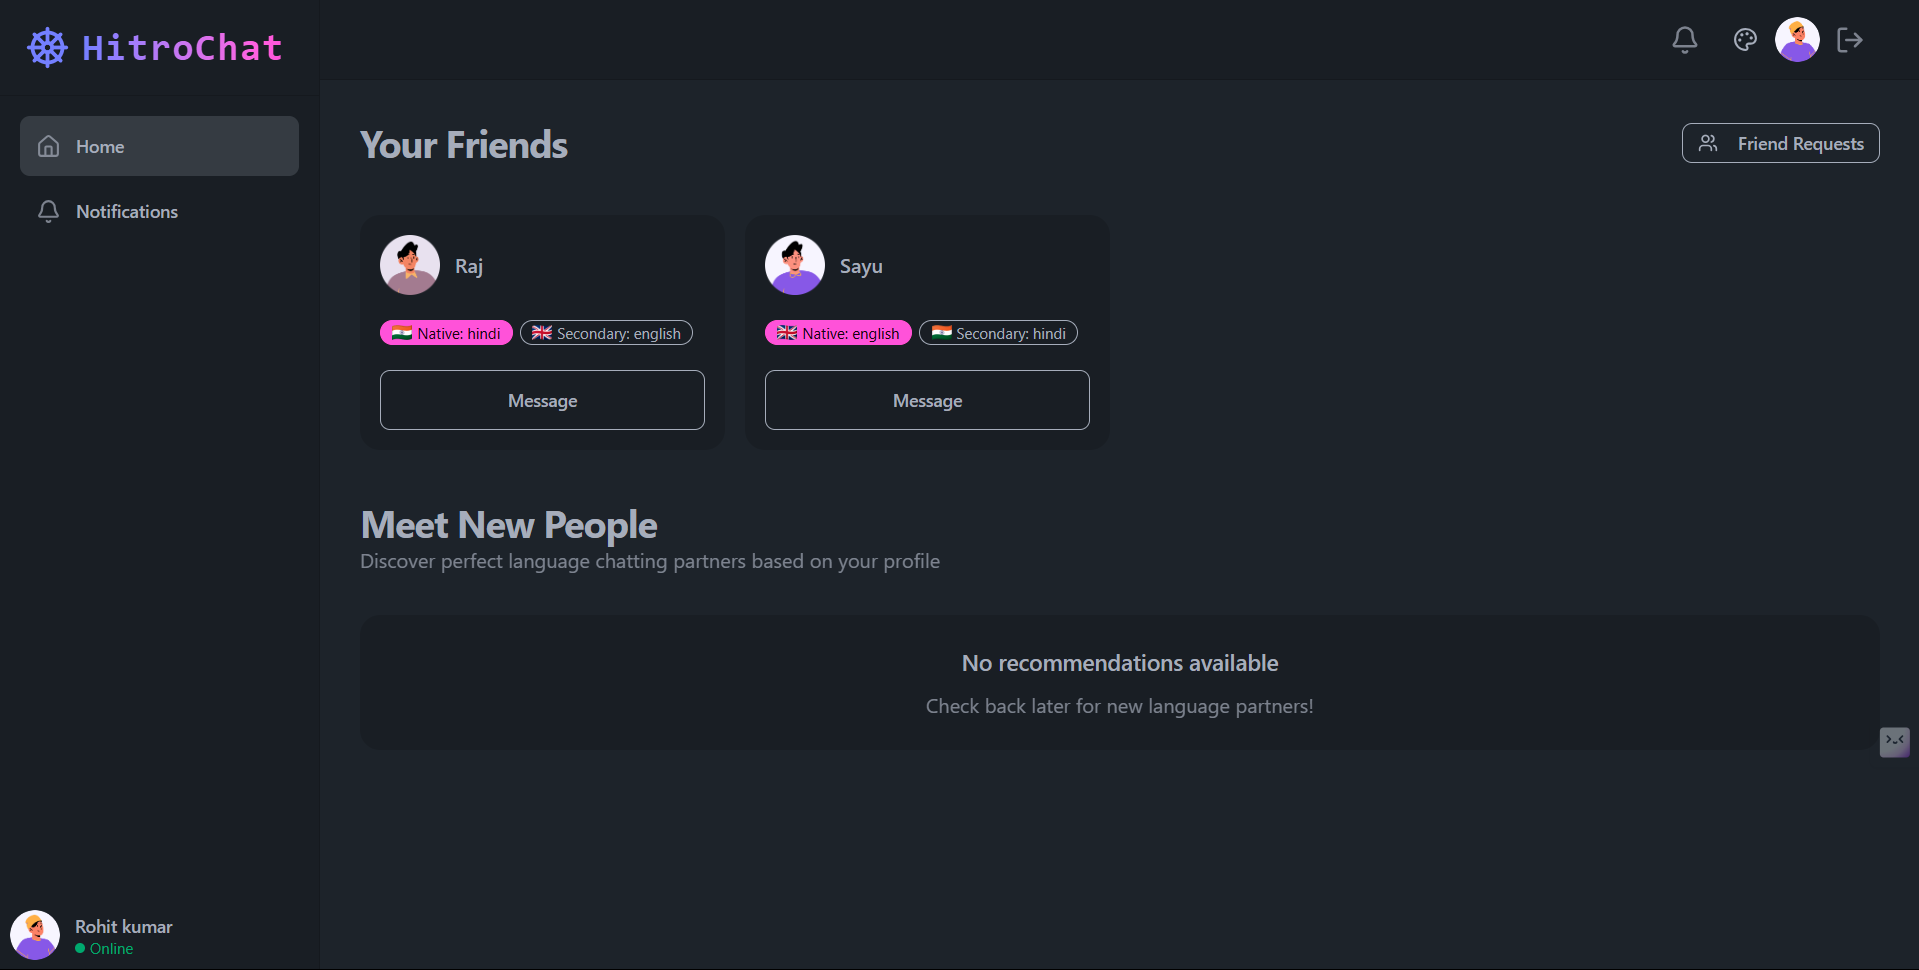 HitroChat
Home
Notifications
Your Friends
Friend Requests
Raj
Native: hindi
Secondary: english
Message
Sayu
Native: english
Secondary: hindi
Message
Meet New People
Discover perfect language chatting partners based on your profile
No recommendations available
Check back later for new language partners!
Rohit kumar
Online